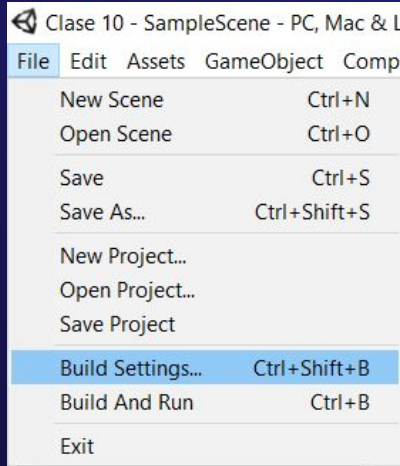 Clase 10 - SampleScene - PC, Mac & L
File Edit Assets GameObject Comp
New Scene Ctrl+N
Open Scene Ctrl+O
Save Ctrl+S
Save As... Ctrl+Shift+S
New Project...
Open Project...
Save Project
Build Settings... Ctrl+Shift+B
Build And Run Ctrl+B
Exit